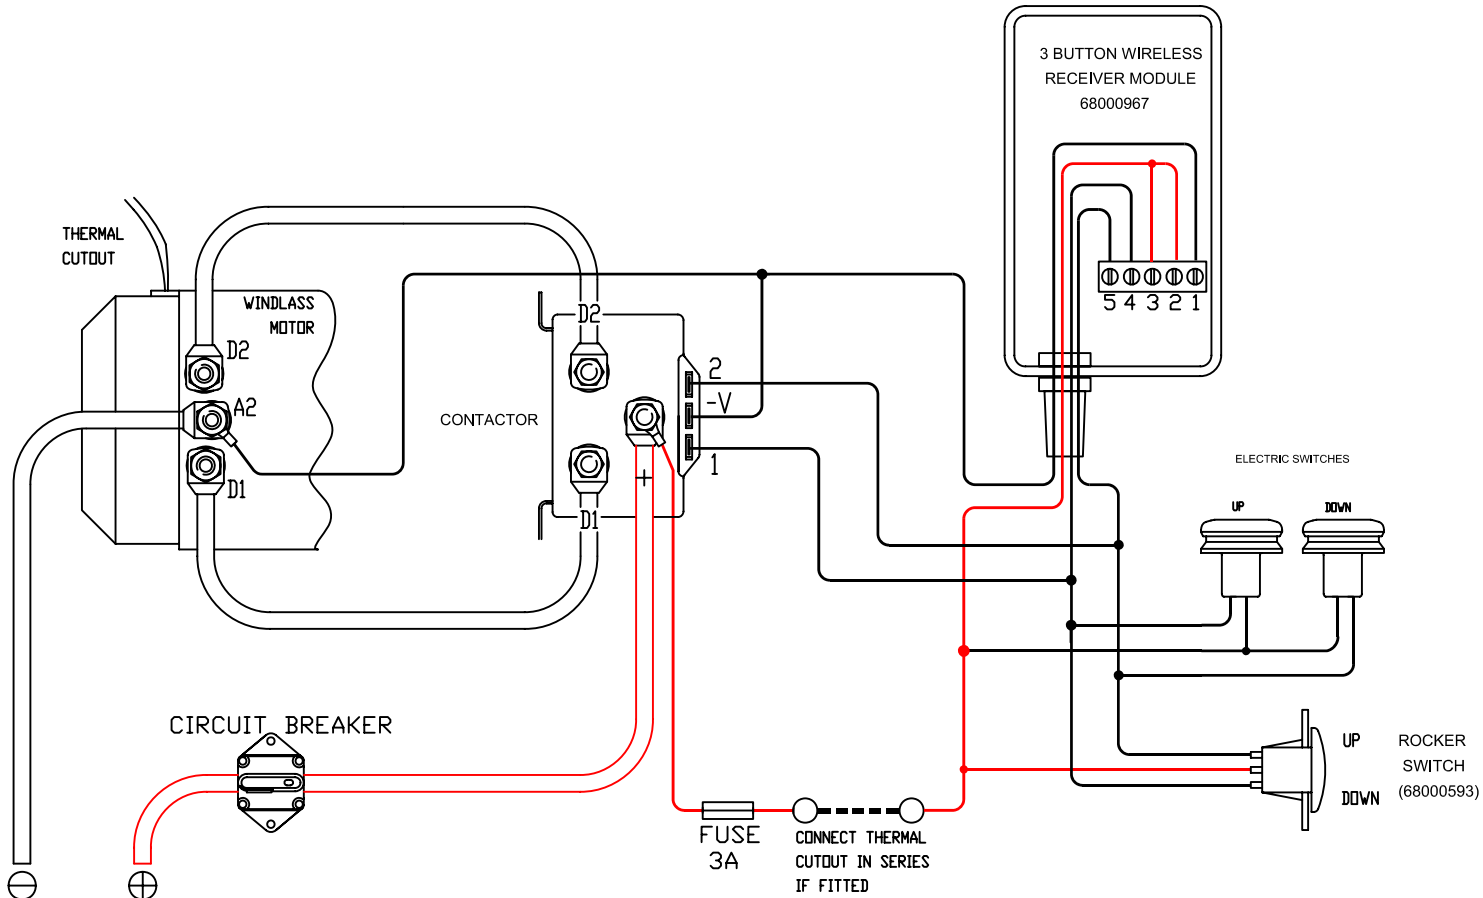 3 BUTTON WIRELESS
RECEIVER MODULE
68000967
5 4 3 2 1
THERMAL
CUTOUT
WINDLASS
MOTOR
D2
A2
D1
D2
CONTACTOR
+
D1
2
-V
1
ELECTRIC SWITCHES
UP
DOWN
UP
DOWN
ROCKER
SWITCH
(68000593)
CIRCUIT BREAKER
FUSE
3A
CONNECT THERMAL
CUTOUT IN SERIES
IF FITTED
-
+